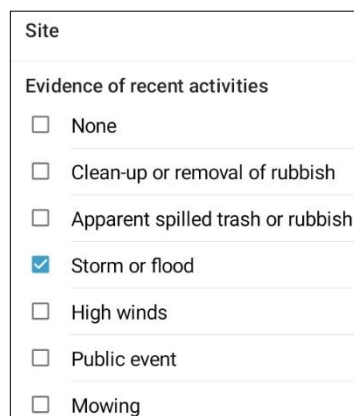 Site
Evidence of recent activities
None
Clean-up or removal of rubbish
Apparent spilled trash or rubbish
Storm or flood
High winds
Public event
Mowing